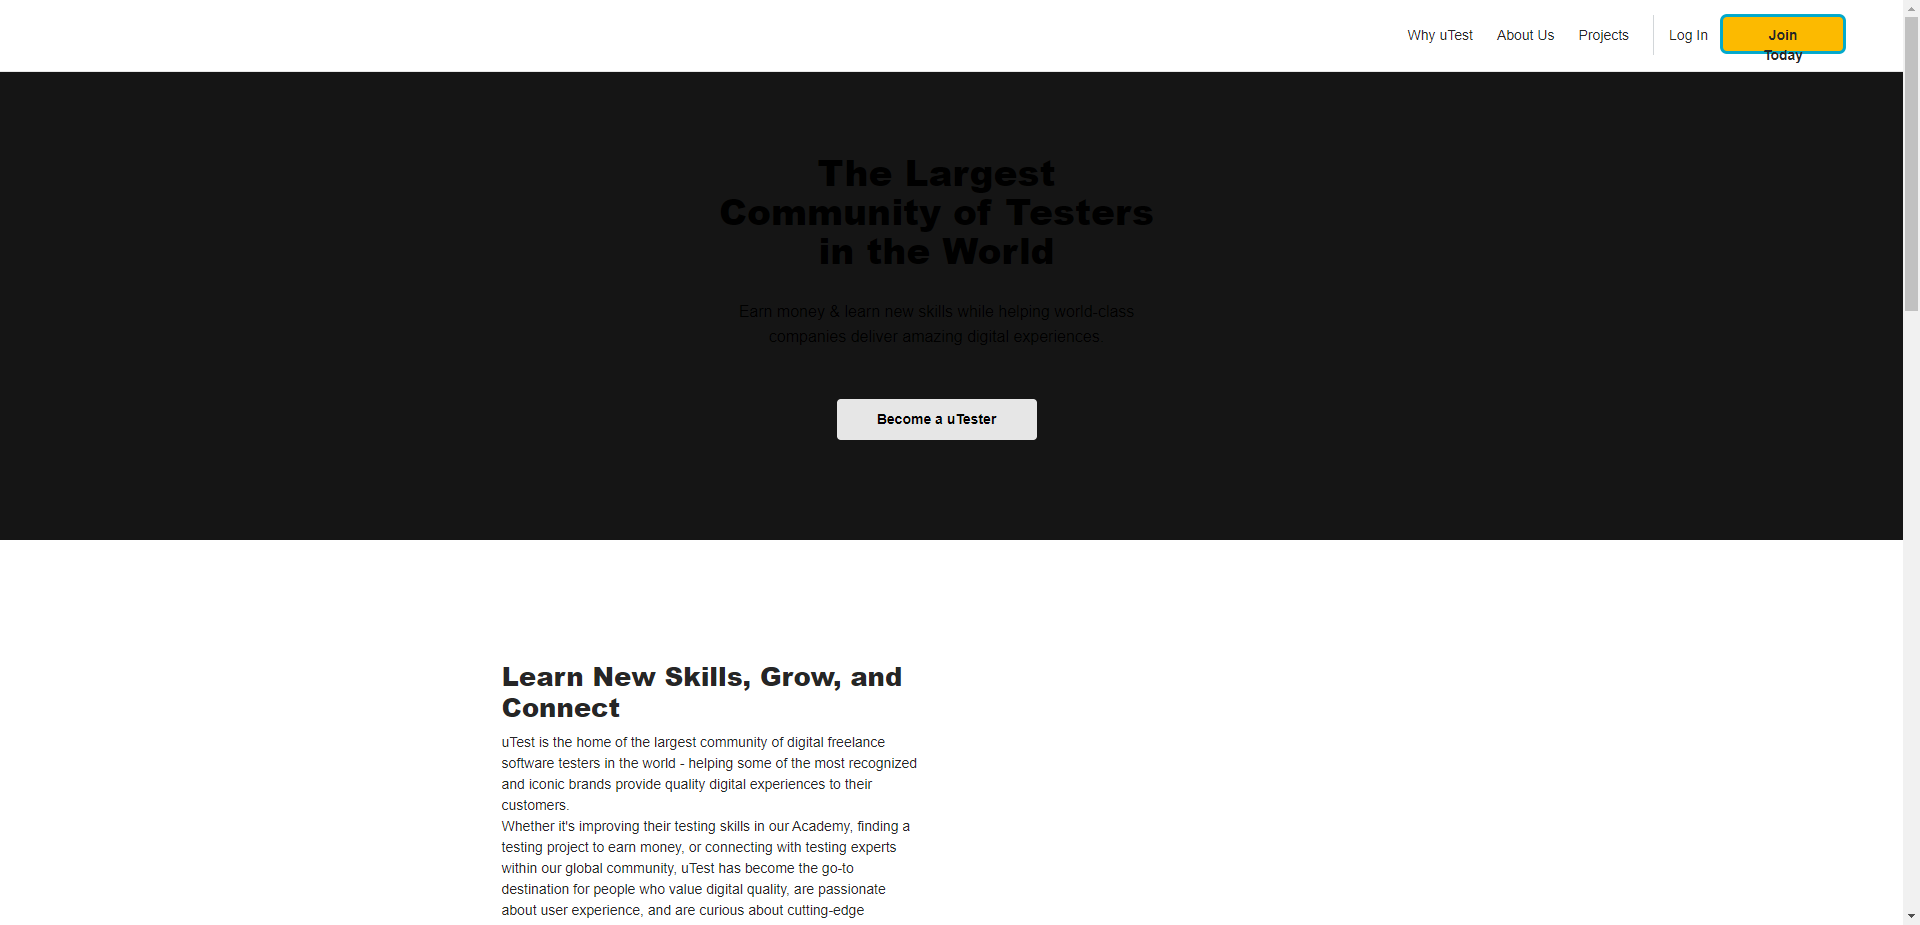 Why uTest About Us Projects Log In Join
Today
The Largest
Community of Testers
in the World
Earn money & learn new skills while helping world-class
companies deliver amazing digital experiences.
Become a uTester
Learn New Skills, Grow, and
Connect
uTest is the home of the largest community of digital freelance
software testers in the world - helping some of the most recognized
and iconic brands provide quality digital experiences to their
customers.
Whether it's improving their testing skills in our Academy, finding a
testing project to earn money, or connecting with testing experts
within our global community, uTest has become the go-to
destination for people who value digital quality, are passionate
about user experience, and are curious about cutting-edge